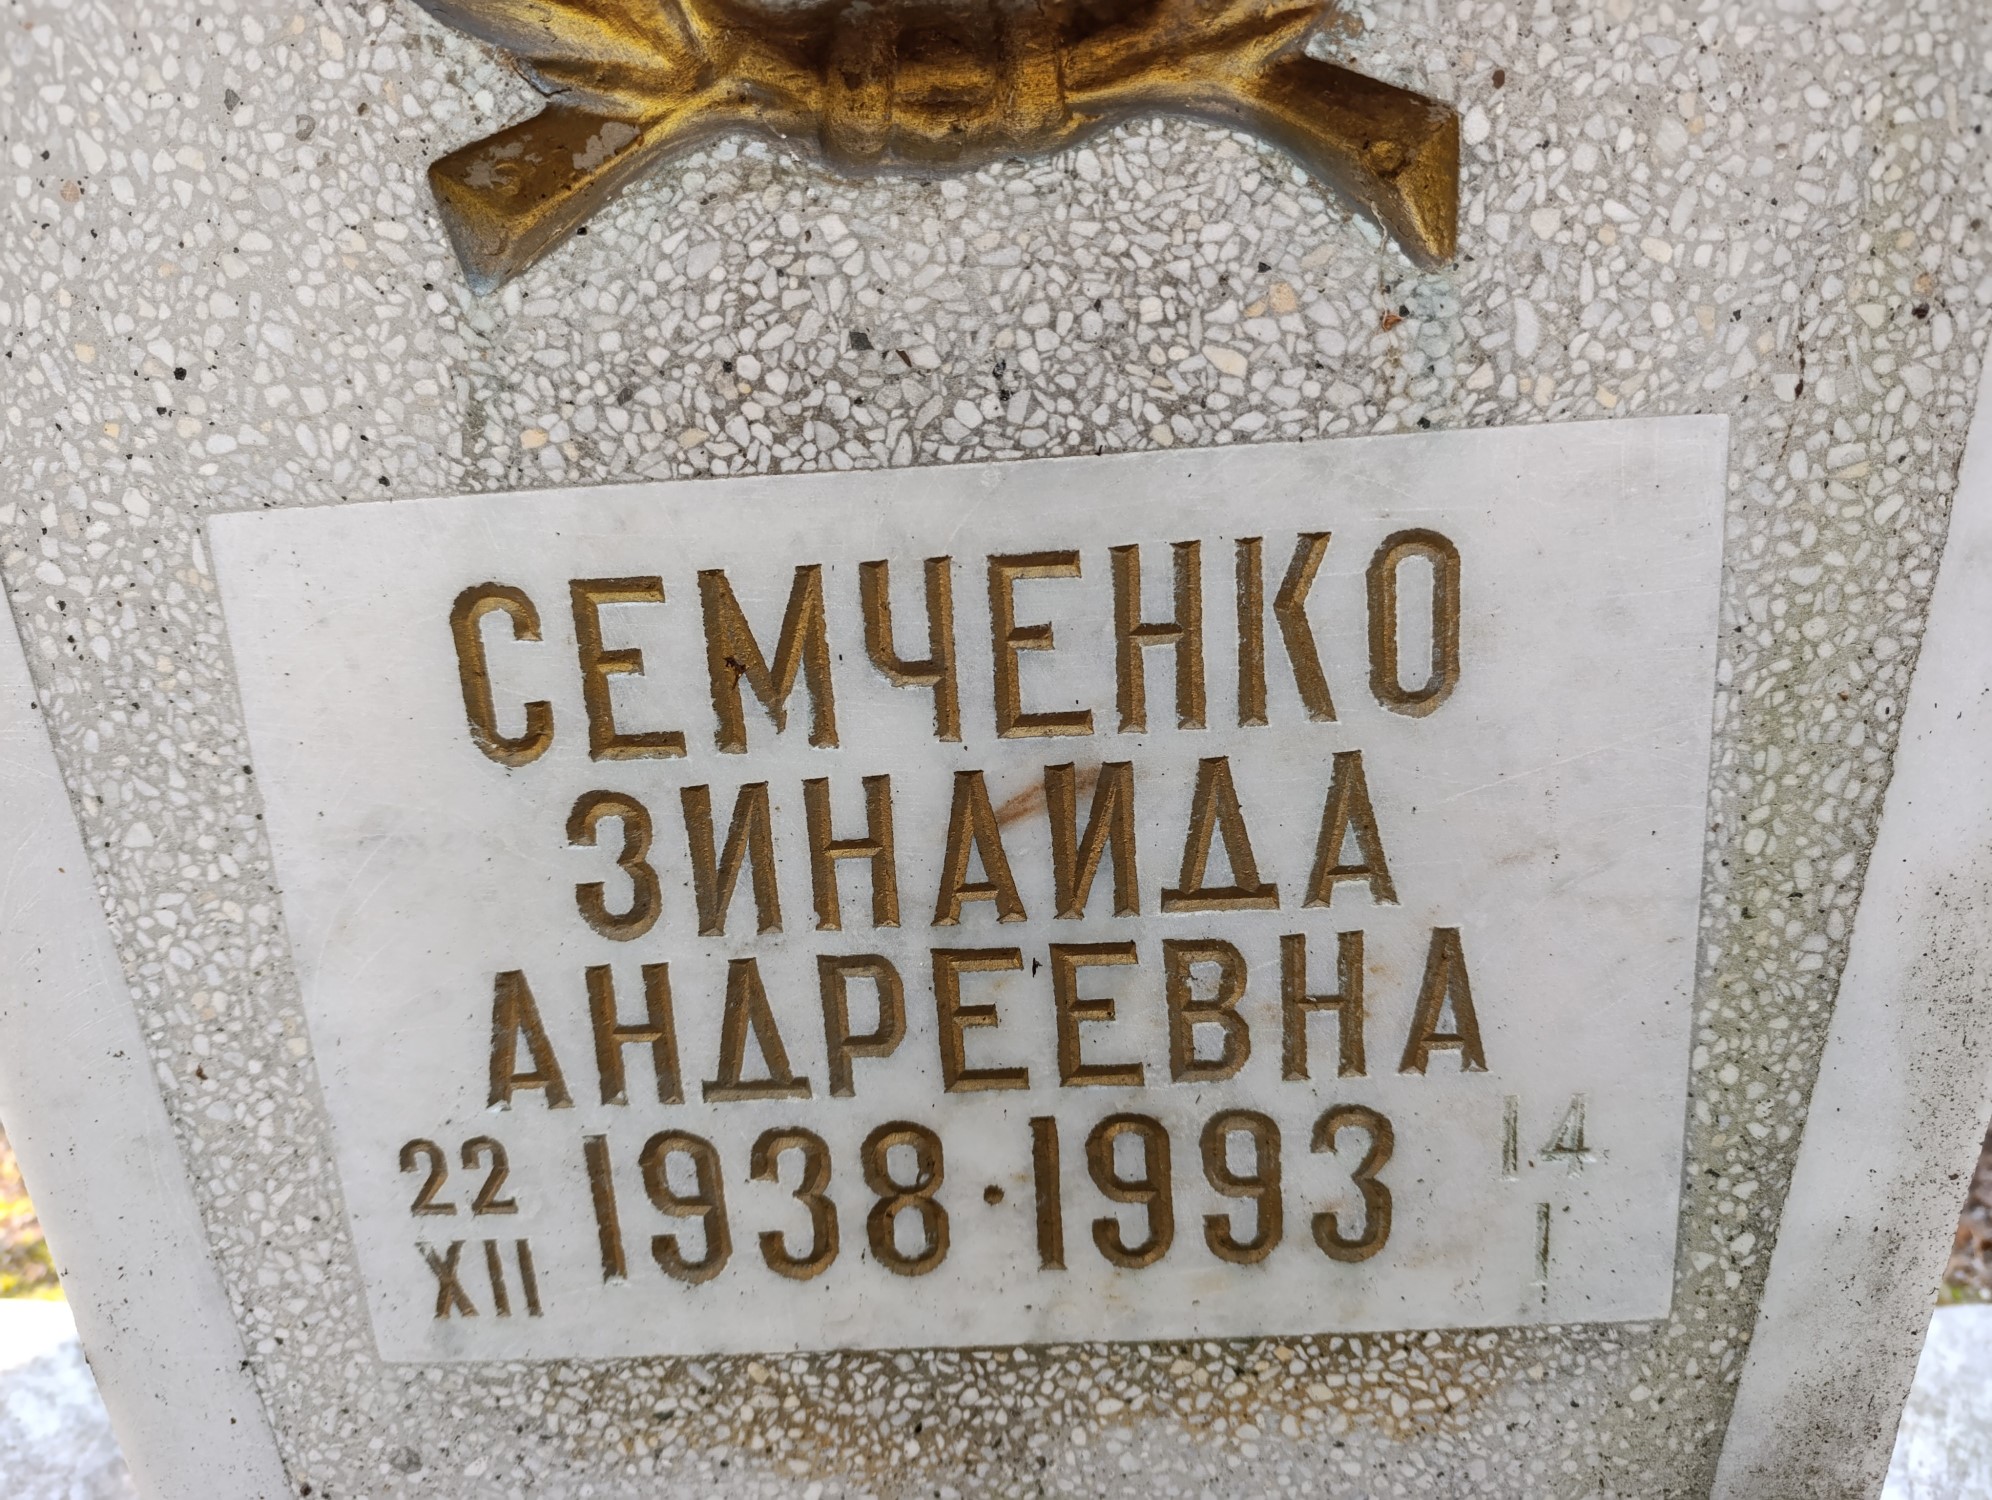 СЕМЧЕНКО
ЗИНАИДА
АНДРЕЕВНА
22 XII 1938 · 1993 14 I